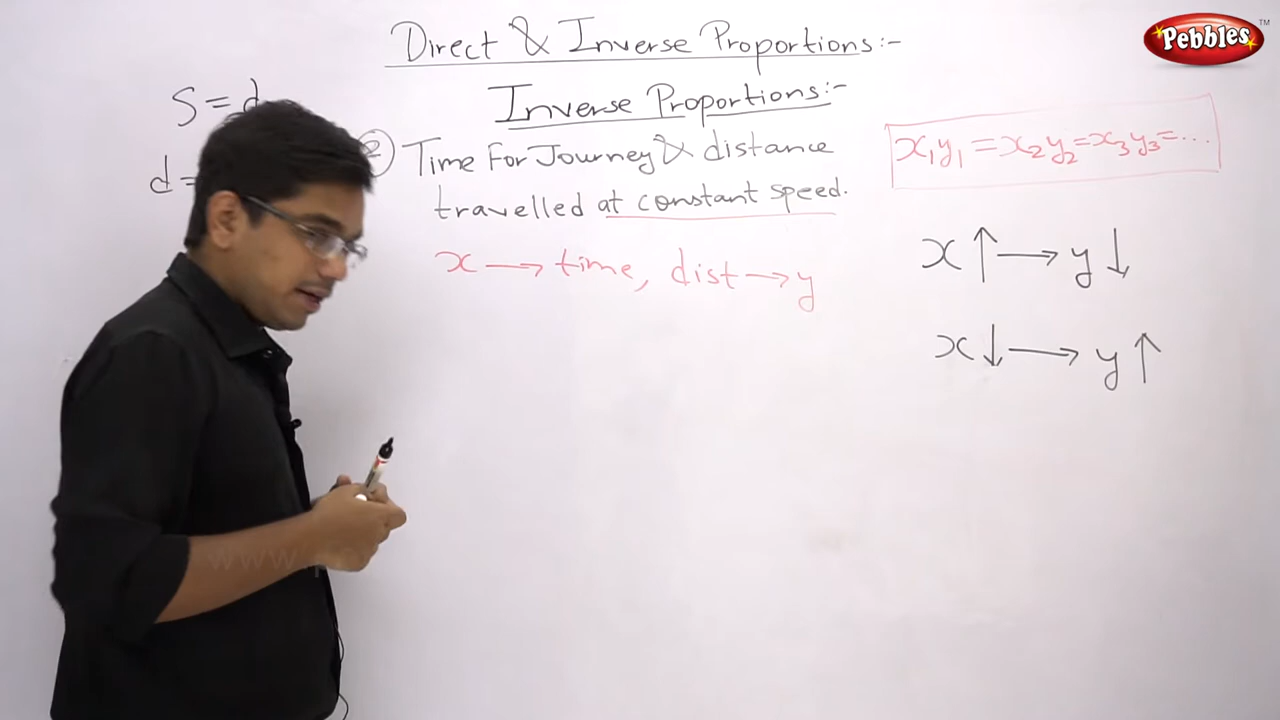 Direct & Inverse Proportions:-
Inverse Proportions:-
S = d
d =
② Time For Journey & distance
travelled at constant speed.
x → time, dist → y
x₁y₁ = x₂y₂ = x₃y₃ = ...
x ↑ → y ↓
x ↓ → y ↑
Pebbles TM